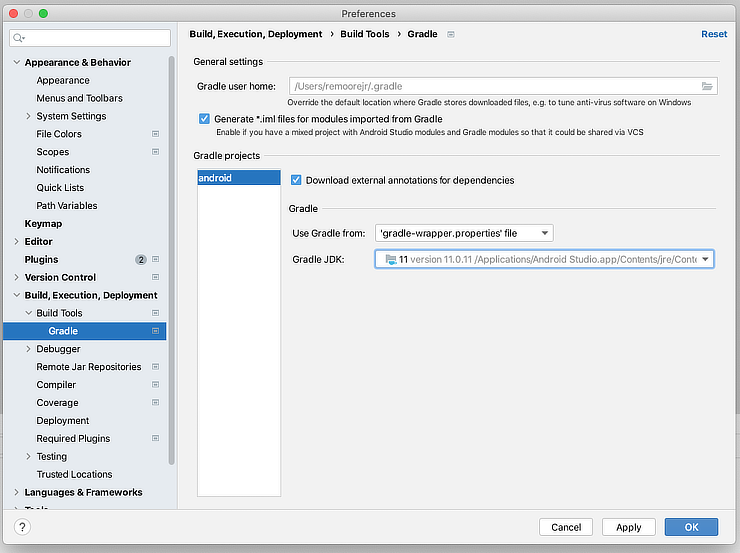 Preferences
Build, Execution, Deployment › Build Tools › Gradle
Reset
Appearance & Behavior
Appearance
Menus and Toolbars
System Settings
File Colors
Scopes
Notifications
Quick Lists
Path Variables
Keymap
Editor
Plugins 2
Version Control
Build, Execution, Deployment
Build Tools
Gradle
Debugger
Remote Jar Repositories
Compiler
Coverage
Deployment
Required Plugins
Testing
Trusted Locations
Languages & Frameworks
Tools
General settings
Gradle user home: /Users/remoorejr/.gradle
Override the default location where Gradle stores downloaded files, e.g. to tune anti-virus software on Windows
Generate *.iml files for modules imported from Gradle
Enable if you have a mixed project with Android Studio modules and Gradle modules so that it could be shared via VCS
Gradle projects
android
Download external annotations for dependencies
Gradle
Use Gradle from: 'gradle-wrapper.properties' file
Gradle JDK: 11 version 11.0.11 /Applications/Android Studio.app/Contents/jre/Conte
?
Cancel
Apply
OK